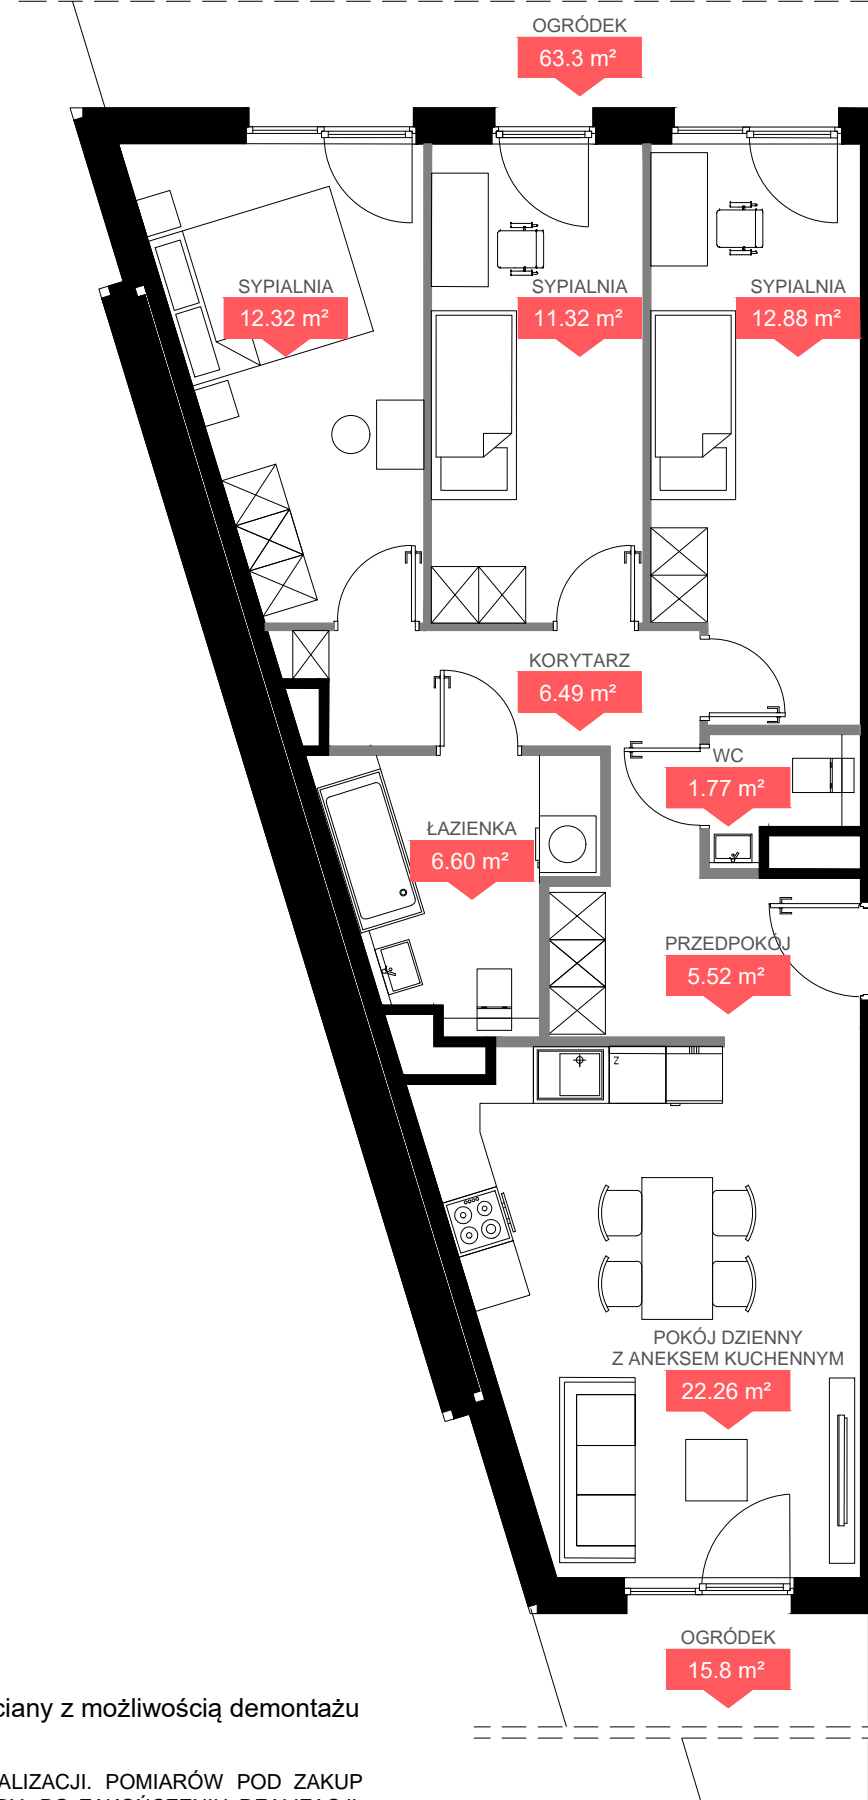 OGRÓDEK
63.3 m²
SYPIALNIA
12.32 m²
SYPIALNIA
11.32 m²
SYPIALNIA
12.88 m²
KORYTARZ
6.49 m²
WC
1.77 m²
ŁAZIENKA
6.60 m²
PRZEDPOKÓJ
5.52 m²
Z
POKÓJ DZIENNY
Z ANEKSEM KUCHENNYM
22.26 m²
OGRÓDEK
15.8 m²
ciany z możliwością demontażu
ALIZACJI. POMIARÓW POD ZAKUP